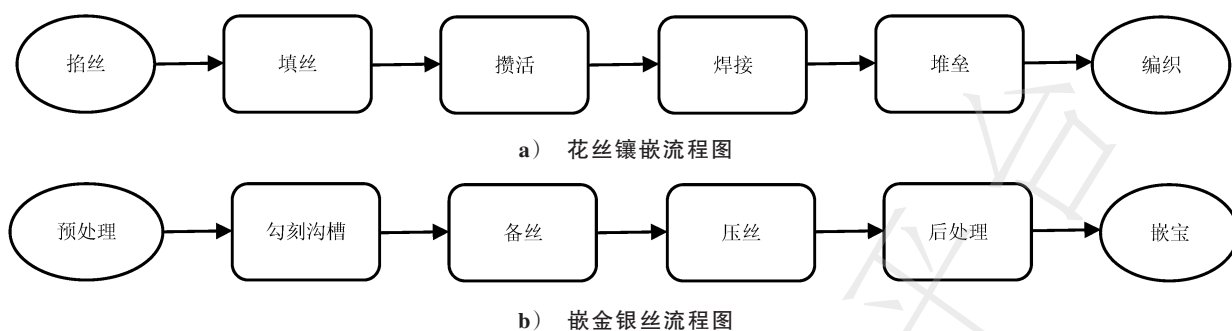 掐丝 填丝 攒活 焊接 堆垒 编织
a） 花丝镶嵌流程图
预处理 勾刻沟槽 备丝 压丝 后处理 嵌宝
b） 嵌金银丝流程图